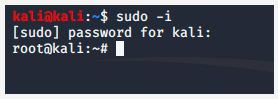 kali@kali:~$ sudo -i
[sudo] password for kali:
root@kali:~#